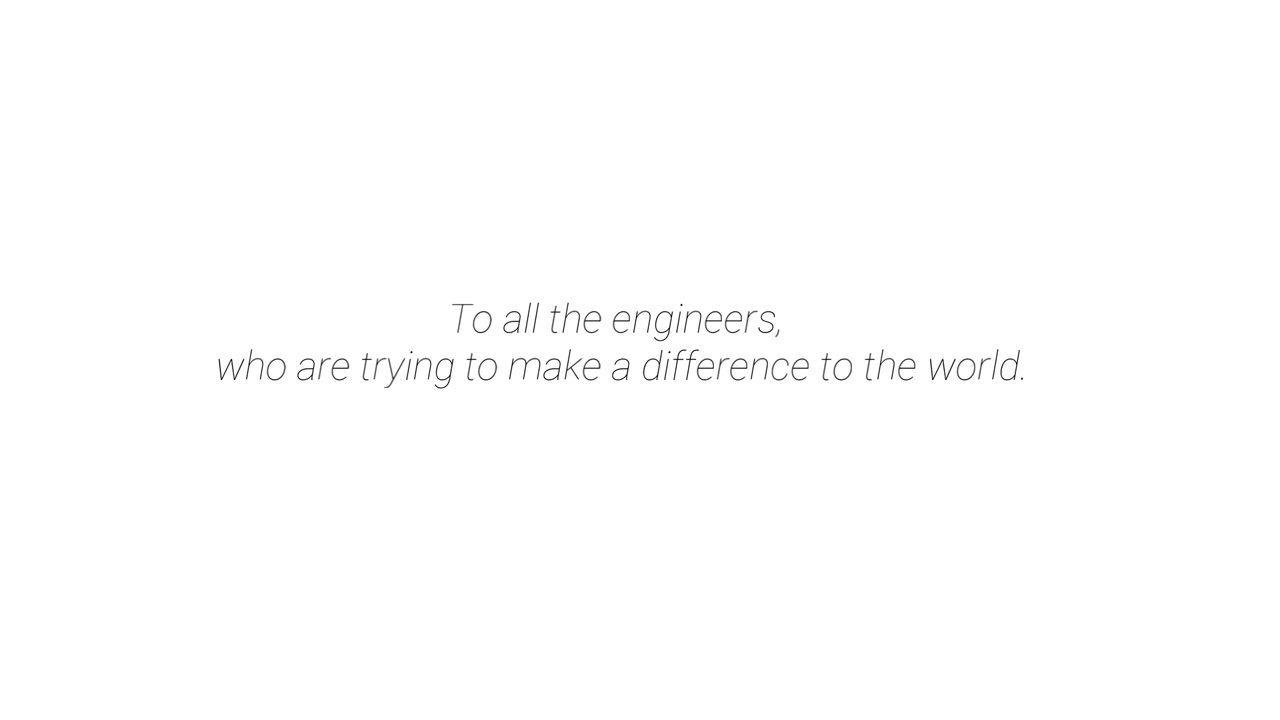 To all the engineers,
who are trying to make a difference to the world.